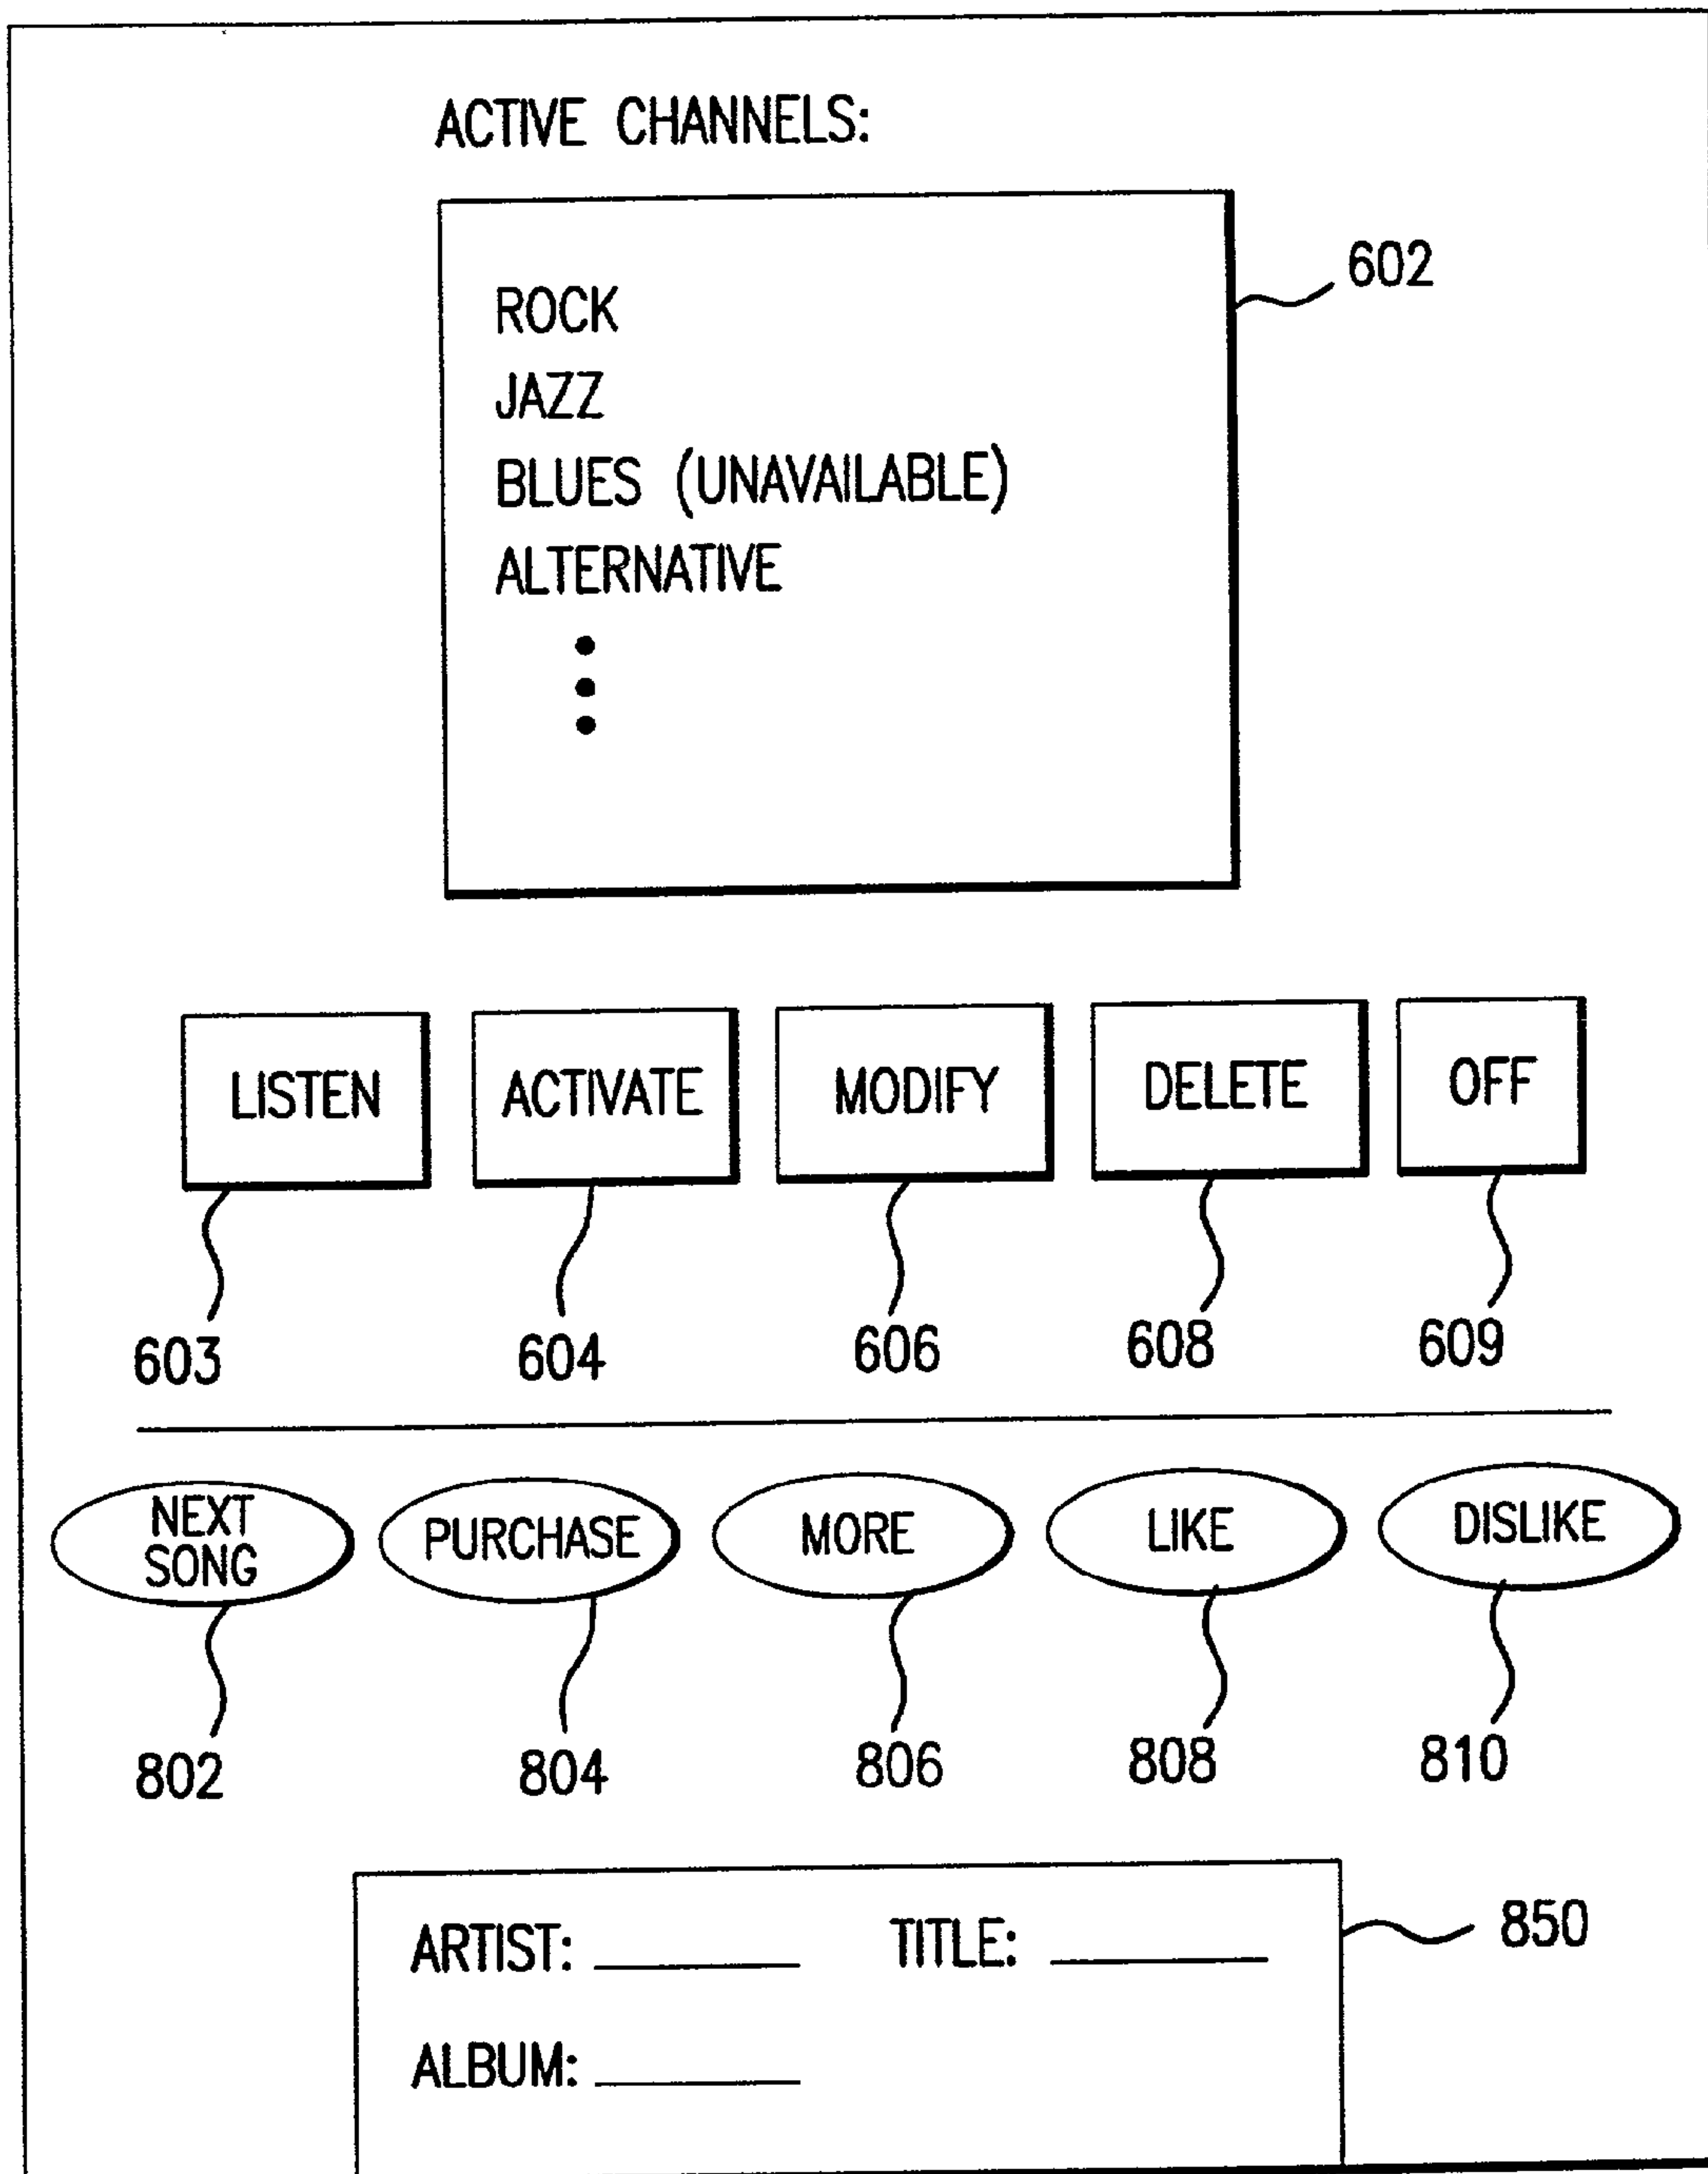 ACTIVE CHANNELS:
602
ROCK
JAZZ
BLUES (UNAVAILABLE)
ALTERNATIVE
LISTEN ACTIVATE MODIFY DELETE OFF
603 604 606 608 609
NEXT SONG PURCHASE MORE LIKE DISLIKE
802 804 806 808 810
ARTIST: TITLE: 850
ALBUM: